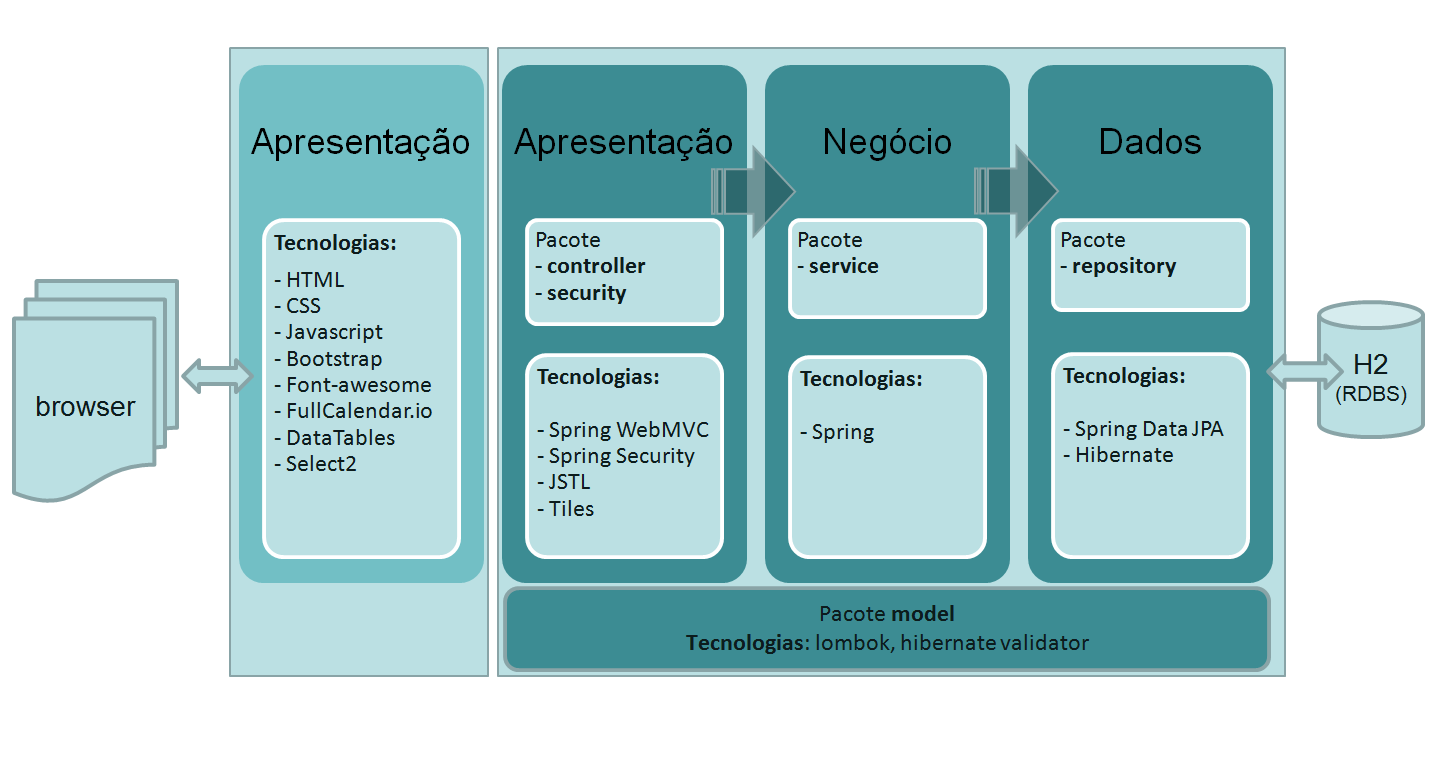 browser
Apresentação
Tecnologias:
- HTML
- CSS
- Javascript
- Bootstrap
- Font-awesome
- FullCalendar.io
- DataTables
- Select2
Apresentação
Pacote
- controller
- security
Tecnologias:
- Spring WebMVC
- Spring Security
- JSTL
- Tiles
Negócio
Pacote
- service
Tecnologias:
- Spring
Dados
Pacote
- repository
Tecnologias:
- Spring Data JPA
- Hibernate
Pacote model
Tecnologias: lombok, hibernate validator
H2
(RDBS)